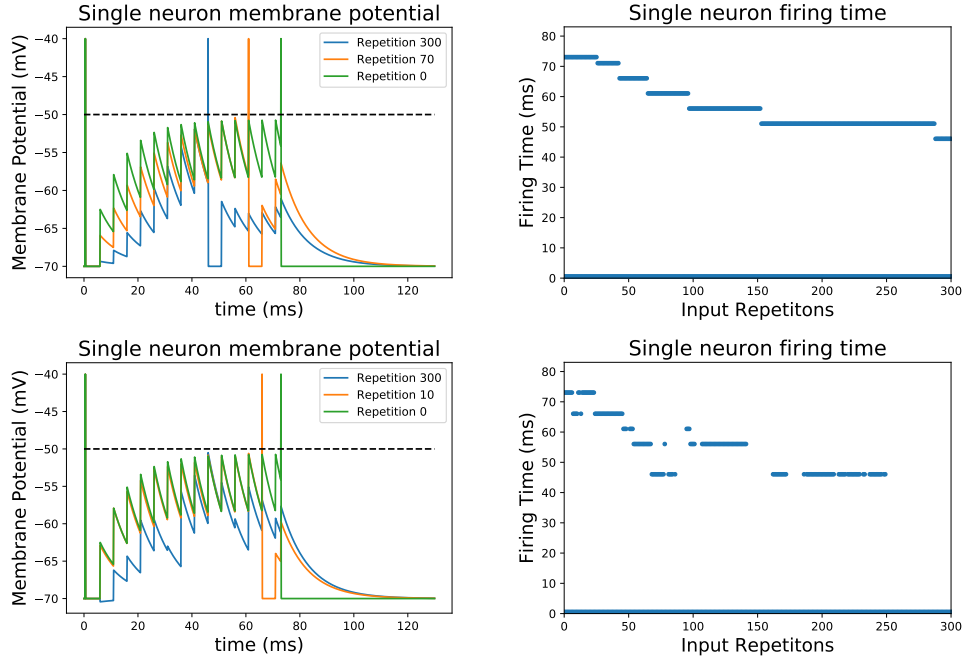 Single neuron membrane potential
Membrane Potential (mV)
−40
−45
−50
−55
−60
−65
−70
Repetition 300
Repetition 70
Repetition 0
0 20 40 60 80 100 120
time (ms)
Single neuron firing time
Firing Time (ms)
80
70
60
50
40
30
20
10
0
0 50 100 150 200 250 300
Input Repetitons
Single neuron membrane potential
Membrane Potential (mV)
−40
−45
−50
−55
−60
−65
−70
Repetition 300
Repetition 10
Repetition 0
0 20 40 60 80 100 120
time (ms)
Single neuron firing time
Firing Time (ms)
80
70
60
50
40
30
20
10
0
0 50 100 150 200 250 300
Input Repetitons